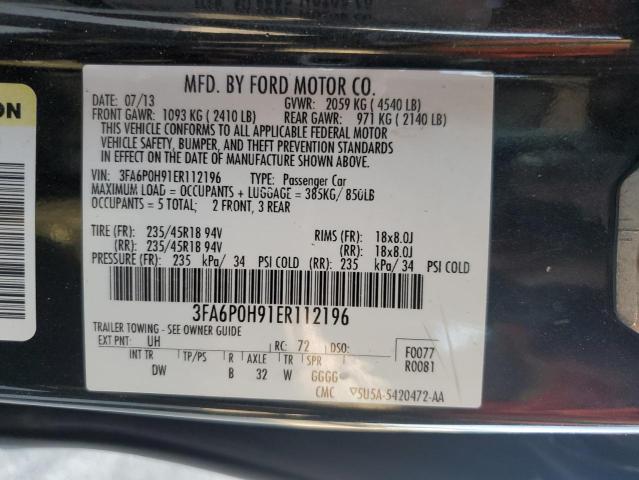 MFD. BY FORD MOTOR CO.
DATE: 07/13 GVWR: 2059 KG ( 4540 LB)
FRONT GAWR: 1093 KG ( 2410 LB) REAR GAWR: 971 KG ( 2140 LB)
THIS VEHICLE CONFORMS TO ALL APPLICABLE FEDERAL MOTOR
VEHICLE SAFETY, BUMPER, AND THEFT PREVENTION STANDARDS
IN EFFECT ON THE DATE OF MANUFACTURE SHOWN ABOVE.
VIN: 3FA6P0H91ER112196 TYPE: Passenger Car
MAXIMUM LOAD = OCCUPANTS + LUGGAGE = 385KG/ 850LB
OCCUPANTS = 5 TOTAL; 2 FRONT, 3 REAR
TIRE (FR): 235/45R18 94V RIMS (FR): 18x8.0J
(RR): 235/45R18 94V (RR): 18x8.0J
PRESSURE (FR): 235 kPa/ 34 PSI COLD (RR): 235 kPa/ 34 PSI COLD
3FA6P0H91ER112196
TRAILER TOWING - SEE OWNER GUIDE
EXT PNT: UH RC: 72 DSO: F0077
INT TR TP/PS R AXLE TR SPR R0081
DW B 32 W GGGG
CMC ▽5U5A-5420472-AA
ON